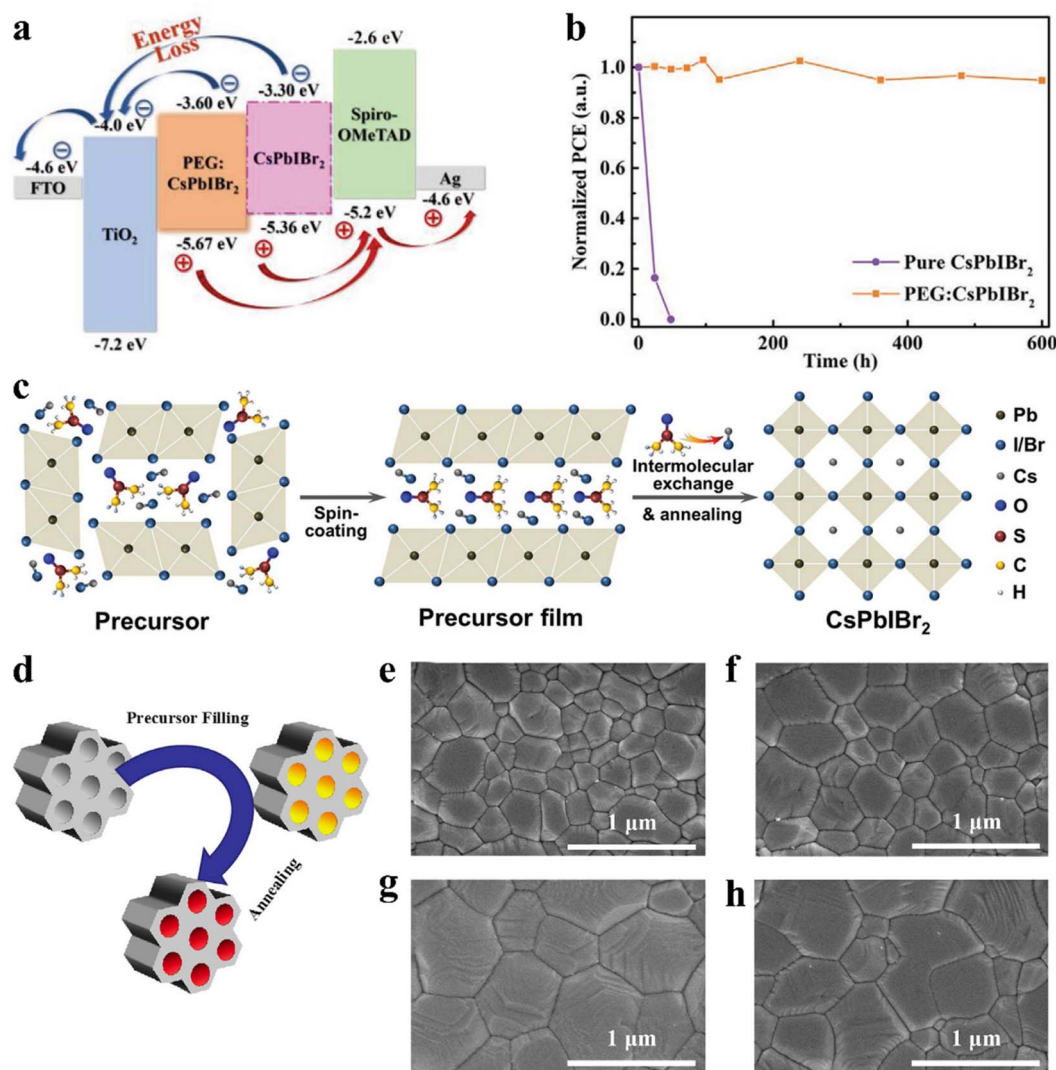 a
Energy
Loss
-2.6 eV
-3.30 eV
-3.60 eV
-4.0 eV
-4.6 eV
FTO
TiO₂
PEG:
CsPbIBr₂
CsPbIBr₂
Spiro-
OMeTAD
Ag
-4.6 eV
-5.2 eV
-5.36 eV
-5.67 eV
-7.2 eV
b
Normalized PCE (a.u.)
1.0
0.8
0.6
0.4
0.2
0.0
0
200
400
600
Time (h)
Pure CsPbIBr₂
PEG:CsPbIBr₂
c
Precursor
Spin-
coating
Precursor film
Intermolecular
exchange
& annealing
CsPbIBr₂
Pb
I/Br
Cs
O
S
C
H
d
Precursor Filling
Annealing
e
1 μm
f
1 μm
g
1 μm
h
1 μm